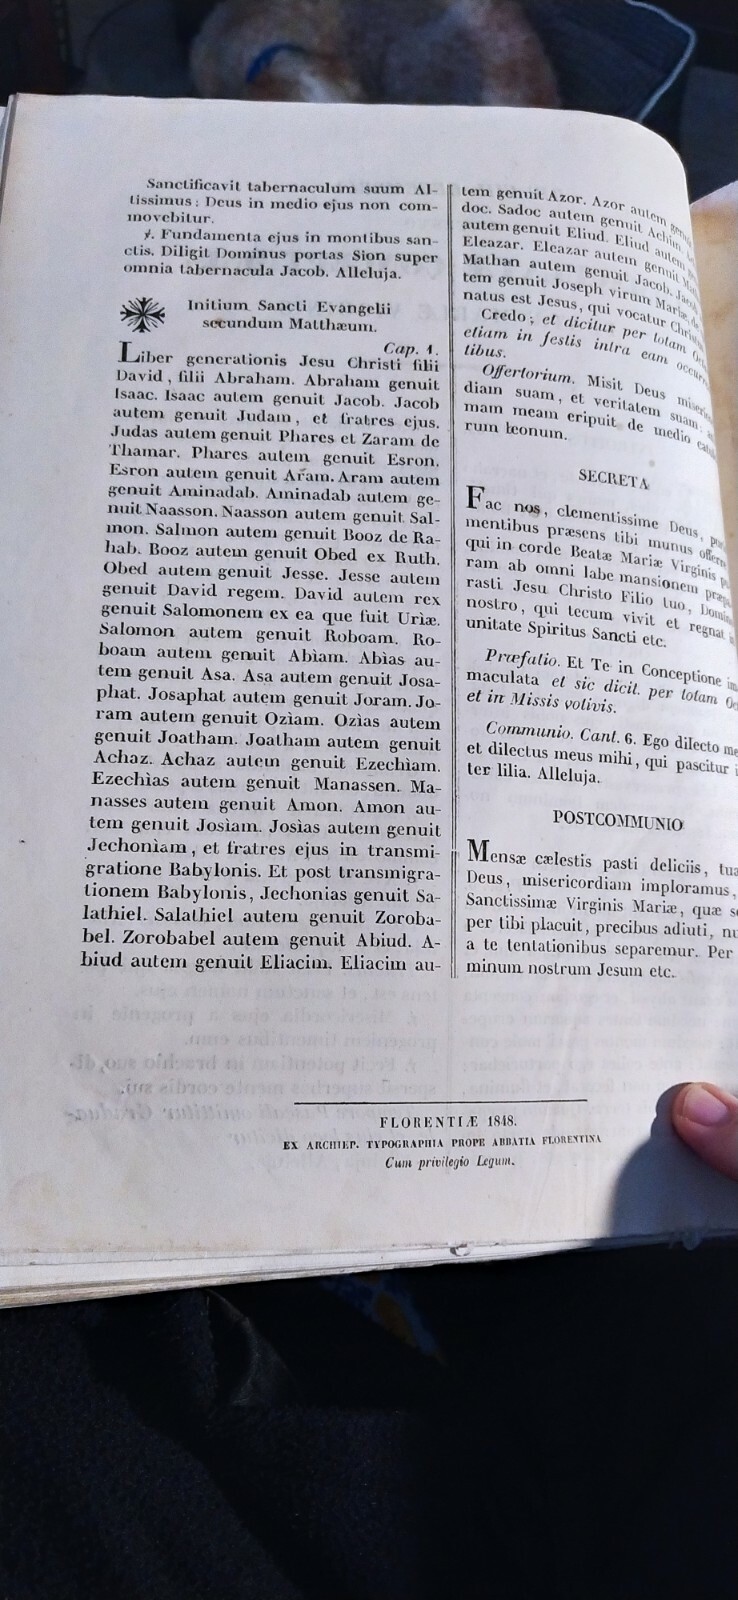 Sanctificavit tabernaculum suum Al-
tissimus : Deus in medio ejus non com-
movebitur.
℣. Fundamenta ejus in montibus san-
ctis. Diligit Dominus portas Sion super
omnia tabernacula Jacob. Alleluja.
Initium Sancti Evangelii
secundum Matthæum.
Cap. 1.
Liber generationis Jesu Christi filii
David, filii Abraham. Abraham genuit
Isaac. Isaac autem genuit Jacob. Jacob
autem genuit Judam, et fratres ejus.
Judas autem genuit Phares et Zaram de
Thamar. Phares autem genuit Esron.
Esron autem genuit Aram. Aram autem
genuit Aminadab. Aminadab autem ge-
nuit Naasson. Naasson autem genuit Sal-
mon. Salmon autem genuit Booz de Ra-
hab. Booz autem genuit Obed ex Ruth.
Obed autem genuit Jesse. Jesse autem
genuit David regem. David autem rex
genuit Salomonem ex ea que fuit Urìæ.
Salomon autem genuit Roboam. Ro-
boam autem genuit Abìam. Abìas au-
tem genuit Asa. Asa autem genuit Josa-
phat. Josaphat autem genuit Joram. Jo-
ram autem genuit Ozìam. Ozìas autem
genuit Joatham. Joatham autem genuit
Achaz. Achaz autem genuit Ezechìam.
Ezechìas autem genuit Manassen. Ma-
nasses autem genuit Amon. Amon au-
tem genuit Josìam. Josìas autem genuit
Jechonìam, et fratres ejus in transmi-
gratione Babylonis. Et post transmigra-
tionem Babylonis, Jechonias genuit Sa-
lathiel. Salathiel autem genuit Zoroba-
bel. Zorobabel autem genuit Abiud. A-
biud autem genuit Eliacim. Eliacim au-
tem genuit Azor. Azor autem genuit
doc. Sadoc autem genuit Achim.
autem genuit Eliud. Eliud autem
Eleazar. Eleazar autem genuit
Mathan autem genuit Jacob. Jacob
tem genuit Joseph virum Mariæ, de
natus est Jesus, qui vocatur
Credo; et dicitur per totam
etiam in festis intra eam
tibus.
Offertorium. Misit Deus
diam suam, et veritatem suam:
mam meam eripuit de medio
rum leonum.
SECRETA
Fac nos, clementissime Deus,
mentibus præsens tibi munus
qui in corde Beatæ Mariæ Virginis
ram ab omni labe mansionem
rasti Jesu Christo Filio tuo,
nostro, qui tecum vivit et regnat
unitate Spiritus Sancti etc.
Præfatio. Et Te in Conceptione im
maculata et sic dicit. per totam Oc
et in Missis votivis.
Communio. Cant. 6. Ego dilecto me
et dilectus meus mihi, qui pascitur i
ter lilia. Alleluja.
POSTCOMMUNIO
Mensæ cælestis pasti deliciis, tua
Deus, misericordiam imploramus,
Sanctissimæ Virginis Mariæ, quæ se
per tibi placuit, precibus adiuti, nu
a te tentationibus separemur. Per
minum nostrum Jesum etc.
FLORENTIÆ 1848.
EX ARCHIEP. TYPOGRAPHIA PROPE ABBATIA FLORENTINA
Cum privilegio Legum.